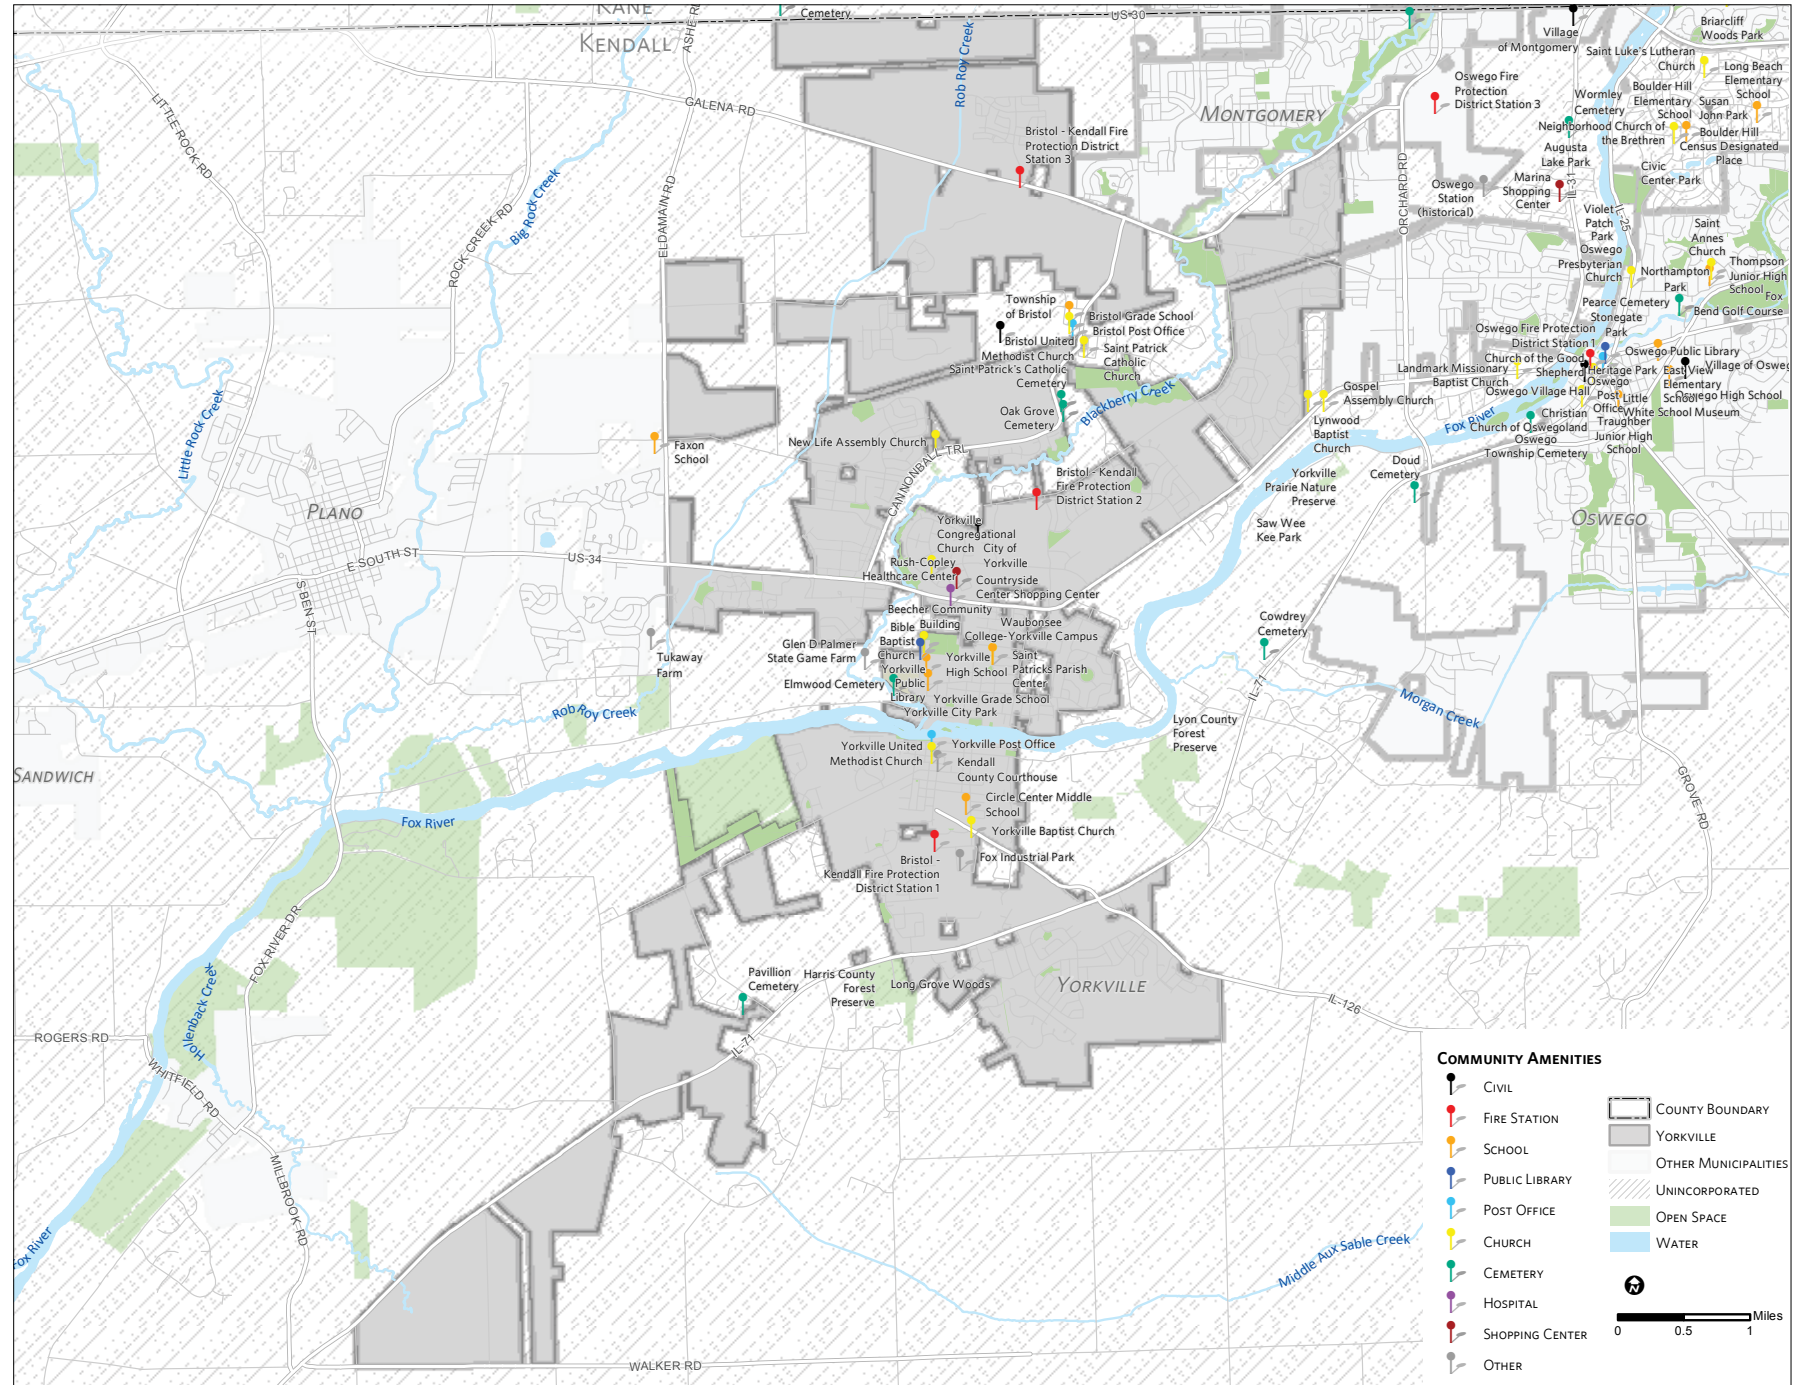 KANE
KENDALL
Cemetery
US 30
ASHE RD
Village
of Montgomery
Briarcliff
Woods Park
Saint Luke's Lutheran
Church
Long Beach
Elementary
School
Rob Roy Creek
GALENA RD
LITTLE ROCK RD
MONTGOMERY
Oswego Fire
Protection
District Station 3
Wormley
Cemetery
Boulder Hill
Elementary
School
Susan
John Park
Neighborhood Church of
the Brethren
Boulder Hill
Census Designated
Place
Bristol - Kendall Fire
Protection District
Station 3
Augusta
Lake Park
Civic
Center Park
Marina
Shopping
Center
IL-31
IL-25
Oswego
Station
(historical)
ORCHARD RD
Violet
Patch
Park
Saint
Annes
Church
Oswego
Presbyterian
Church
Northampton
Park
Thompson
Junior High
School
Fox
Bend Golf Course
Pearce Cemetery
Stonegate
Park
Big Rock Creek
ROCK CREEK RD
ELDAMAIN RD
Township
of Bristol
Bristol Grade School
Bristol Post Office
Bristol United
Methodist Church
Saint Patrick
Catholic
Church
Saint Patrick's Catholic
Cemetery
Oak Grove
Cemetery
Blackberry Creek
Oswego Fire Protection
District Station 1
Church of the Good
Shepherd
Landmark Missionary
Baptist Church
Oswego Public Library
Heritage Park
East View
Elementary
School
Village of Oswego
Oswego High School
Oswego Village Hall
Oswego
Post
Office
Little
White School Museum
Traughber
Junior High
School
Christian
Church of Oswegoland
Oswego
Township Cemetery
Gospel
Assembly Church
Lynwood
Baptist
Church
Fox River
Doud
Cemetery
Yorkville
Prairie Nature
Preserve
Saw Wee
Kee Park
OSWEGO
Little Rock Creek
Faxon
School
New Life Assembly Church
CANNONBALL TRL
Bristol - Kendall
Fire Protection
District Station 2
PLANO
E SOUTH ST
US-34
S BEN ST
Yorkville
Congregational
Church
City of
Yorkville
Rush-Copley
Healthcare Center
Countryside
Center Shopping Center
Beecher Community
Building
Waubonsee
College-Yorkville Campus
Bible
Baptist
Church
Glen D Palmer
State Game Farm
Tukaway
Farm
Yorkville
High School
Saint
Patricks Parish
Center
Yorkville
Public
Library
Elmwood Cemetery
Yorkville Grade School
Yorkville City Park
Cowdrey
Cemetery
IL-71
Morgan Creek
Rob Roy Creek
Lyon County
Forest
Preserve
SANDWICH
Yorkville United
Methodist Church
Yorkville Post Office
Kendall
County Courthouse
Circle Center Middle
School
Yorkville Baptist Church
Fox River
Bristol -
Kendall Fire Protection
District Station 1
Fox Industrial Park
GROVE RD
FOX RIVER DR
Pavillion
Cemetery
Harris County
Forest
Preserve
Long Grove Woods
YORKVILLE
IL-126
Hollenback Creek
ROGERS RD
IL-71
WHITFIELD RD
MILLBROOK RD
Fox River
Middle Aux Sable Creek
WALKER RD
COMMUNITY AMENITIES
CIVIL
FIRE STATION
SCHOOL
PUBLIC LIBRARY
POST OFFICE
CHURCH
CEMETERY
HOSPITAL
SHOPPING CENTER
OTHER
COUNTY BOUNDARY
YORKVILLE
OTHER MUNICIPALITIES
UNINCORPORATED
OPEN SPACE
WATER
N
Miles
0 0.5 1